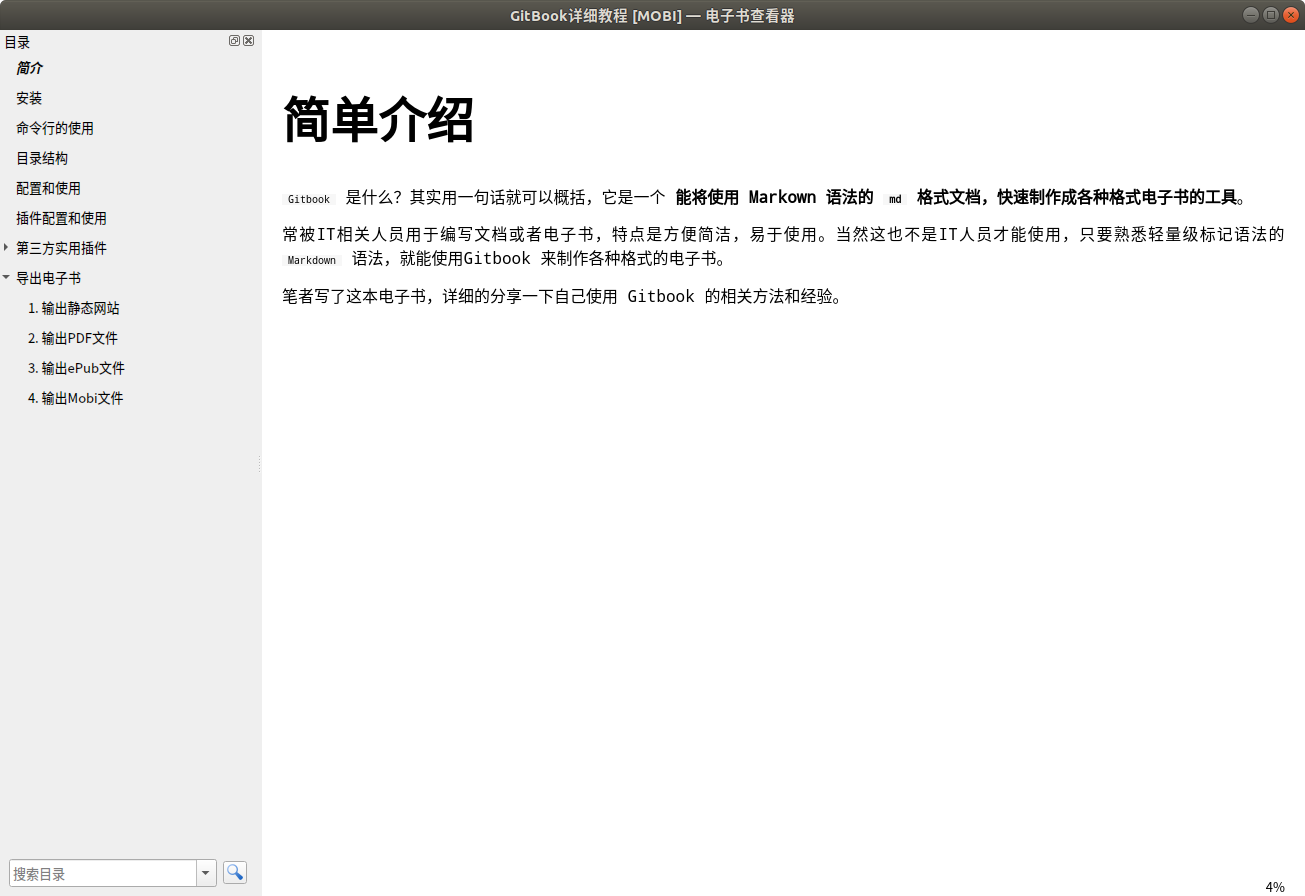 GitBook详细教程 [MOBI] — 电子书查看器
目录
简介
安装
命令行的使用
目录结构
配置和使用
插件配置和使用
第三方实用插件
导出电子书
1. 输出静态网站
2. 输出PDF文件
3. 输出ePub文件
4. 输出Mobi文件
搜索目录
简单介绍
Gitbook 是什么？其实用一句话就可以概括，它是一个 能将使用 Markown 语法的 md 格式文档，快速制作成各种格式电子书的工具。
常被IT相关人员用于编写文档或者电子书，特点是方便简洁，易于使用。当然这也不是IT人员才能使用，只要熟悉轻量级标记语法的
Markdown 语法，就能使用Gitbook 来制作各种格式的电子书。
笔者写了这本电子书，详细的分享一下自己使用 Gitbook 的相关方法和经验。
4%